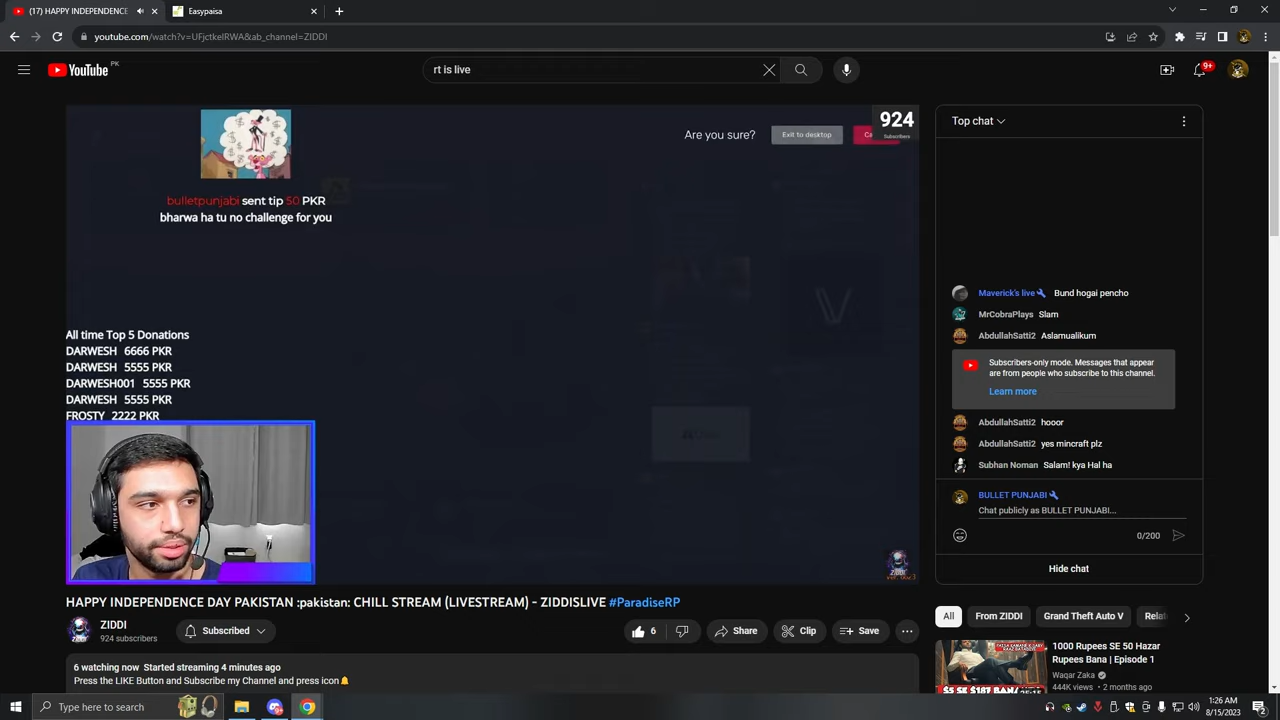 (17) HAPPY INDEPENDENCE
Easypaisa
youtube.com/watch?v=UFjctkeIRWA&ab_channel=ZIDDI
YouTube PK
rt is live
9+
924
Subscribers
Are you sure?
Exit to desktop
bulletpunjabi sent tip 50 PKR
bharwa ha tu no challenge for you
All time Top 5 Donations
DARWESH 6666 PKR
DARWESH 5555 PKR
DARWESH001 5555 PKR
DARWESH 5555 PKR
FROSTY 2222 PKR
ZIDDI
Top chat
Maverick's live Bund hogai pencho
MrCobraPlays Slam
AbdullahSatti2 Aslamualikum
Subscribers-only mode. Messages that appear
are from people who subscribe to this channel.
Learn more
AbdullahSatti2 hooor
AbdullahSatti2 yes mincraft plz
Subhan Noman Salam! kya Hal ha
BULLET PUNJABI
Chat publicly as BULLET PUNJABI...
0/200
Hide chat
HAPPY INDEPENDENCE DAY PAKISTAN :pakistan: CHILL STREAM (LIVESTREAM) - ZIDDISLIVE #ParadiseRP
ZIDDI
924 subscribers
Subscribed
6
Share
Clip
Save
6 watching now Started streaming 4 minutes ago
Press the LIKE Button and Subscribe my Channel and press icon
All
From ZIDDI
Grand Theft Auto V
Relat
1000 Rupees SE 50 Hazar
Rupees Bana | Episode 1
Waqar Zaka
444K views • 2 months ago
Type here to search
1:26 AM
8/15/2023
2